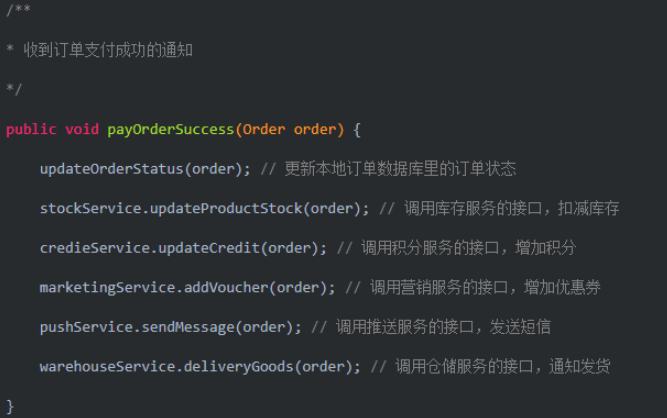 /**
* 收到订单支付成功的通知
*/
public void payOrderSuccess(Order order) {
updateOrderStatus(order); // 更新本地订单数据库里的订单状态
stockService.updateProductStock(order); // 调用库存服务的接口，扣减库存
credieService.updateCredit(order); // 调用积分服务的接口，增加积分
marketingService.addVoucher(order); // 调用营销服务的接口，增加优惠券
pushService.sendMessage(order); // 调用推送服务的接口，发送短信
warehouseService.deliveryGoods(order); // 调用仓储服务的接口，通知发货
}